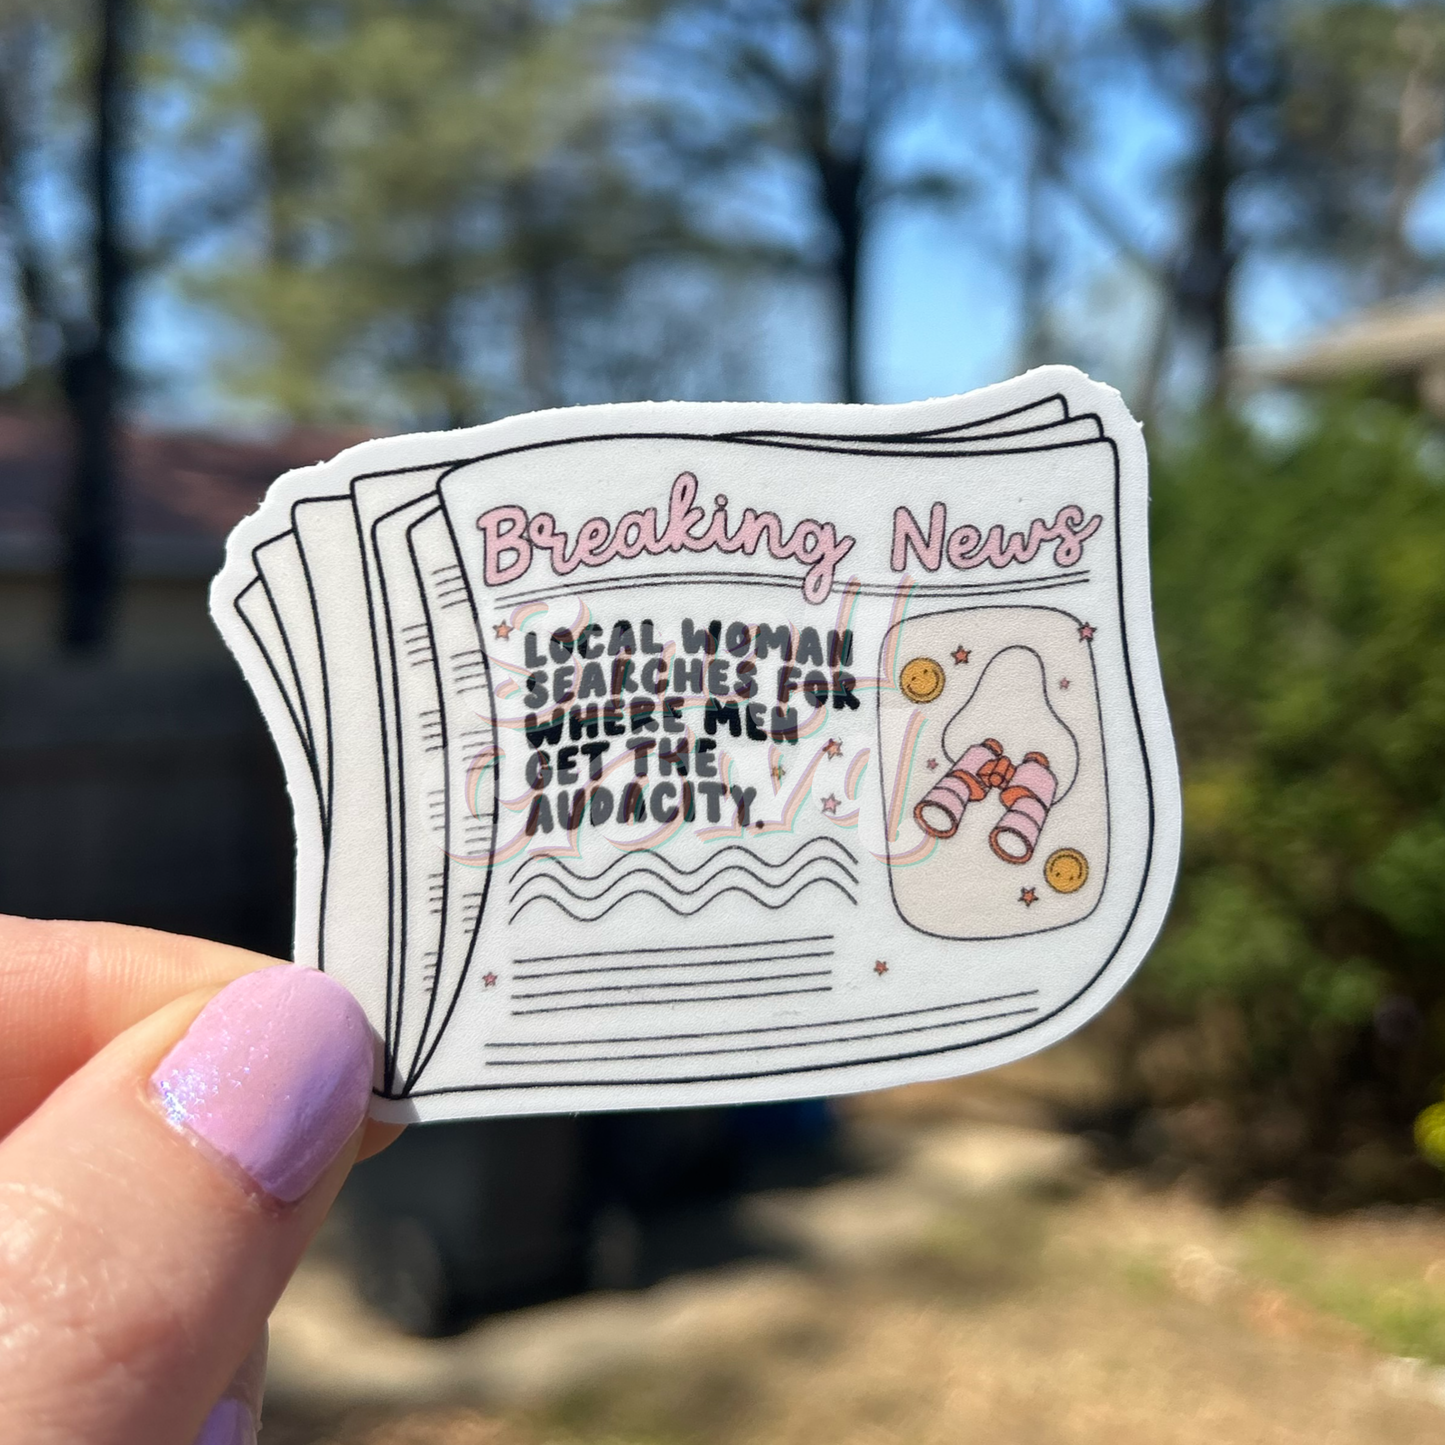 Breaking News
LOCAL WOMAN
SEARCHES FOR
WHERE MEN
GET THE
AUDACITY.